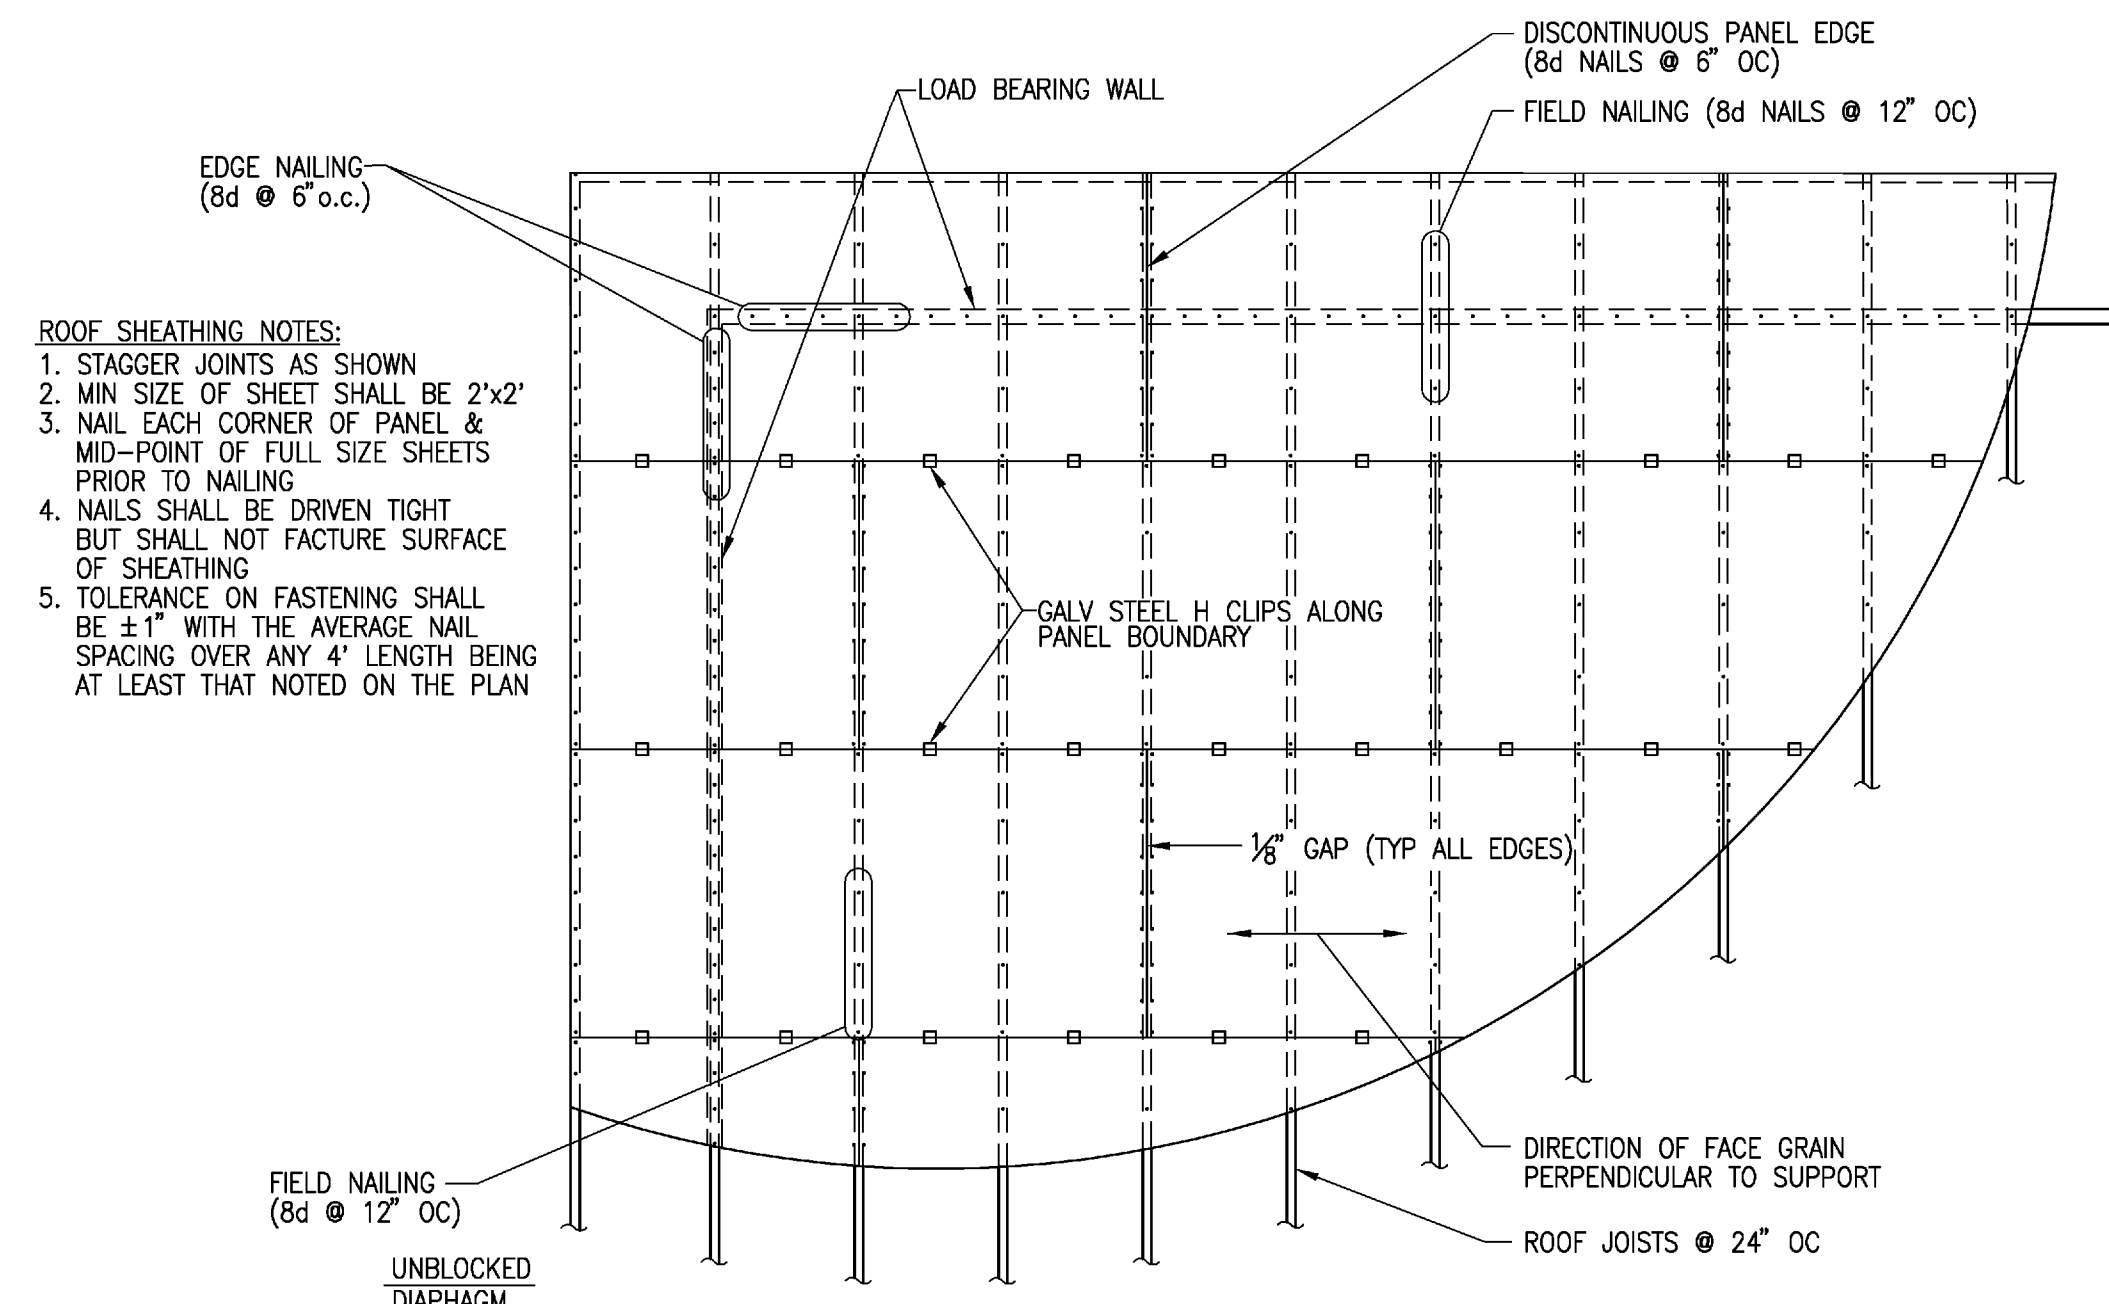 DISCONTINUOUS PANEL EDGE
(8d NAILS @ 6" OC)
LOAD BEARING WALL
FIELD NAILING (8d NAILS @ 12" OC)
EDGE NAILING
(8d @ 6"o.c.)
ROOF SHEATHING NOTES:
1. STAGGER JOINTS AS SHOWN
2. MIN SIZE OF SHEET SHALL BE 2'x2'
3. NAIL EACH CORNER OF PANEL &
MID-POINT OF FULL SIZE SHEETS
PRIOR TO NAILING
4. NAILS SHALL BE DRIVEN TIGHT
BUT SHALL NOT FACTURE SURFACE
OF SHEATHING
5. TOLERANCE ON FASTENING SHALL
BE ±1" WITH THE AVERAGE NAIL
SPACING OVER ANY 4' LENGTH BEING
AT LEAST THAT NOTED ON THE PLAN
GALV STEEL H CLIPS ALONG
PANEL BOUNDARY
1/8" GAP (TYP ALL EDGES)
DIRECTION OF FACE GRAIN
PERPENDICULAR TO SUPPORT
FIELD NAILING
(8d @ 12" OC)
ROOF JOISTS @ 24" OC
UNBLOCKED
DIAPHAGM